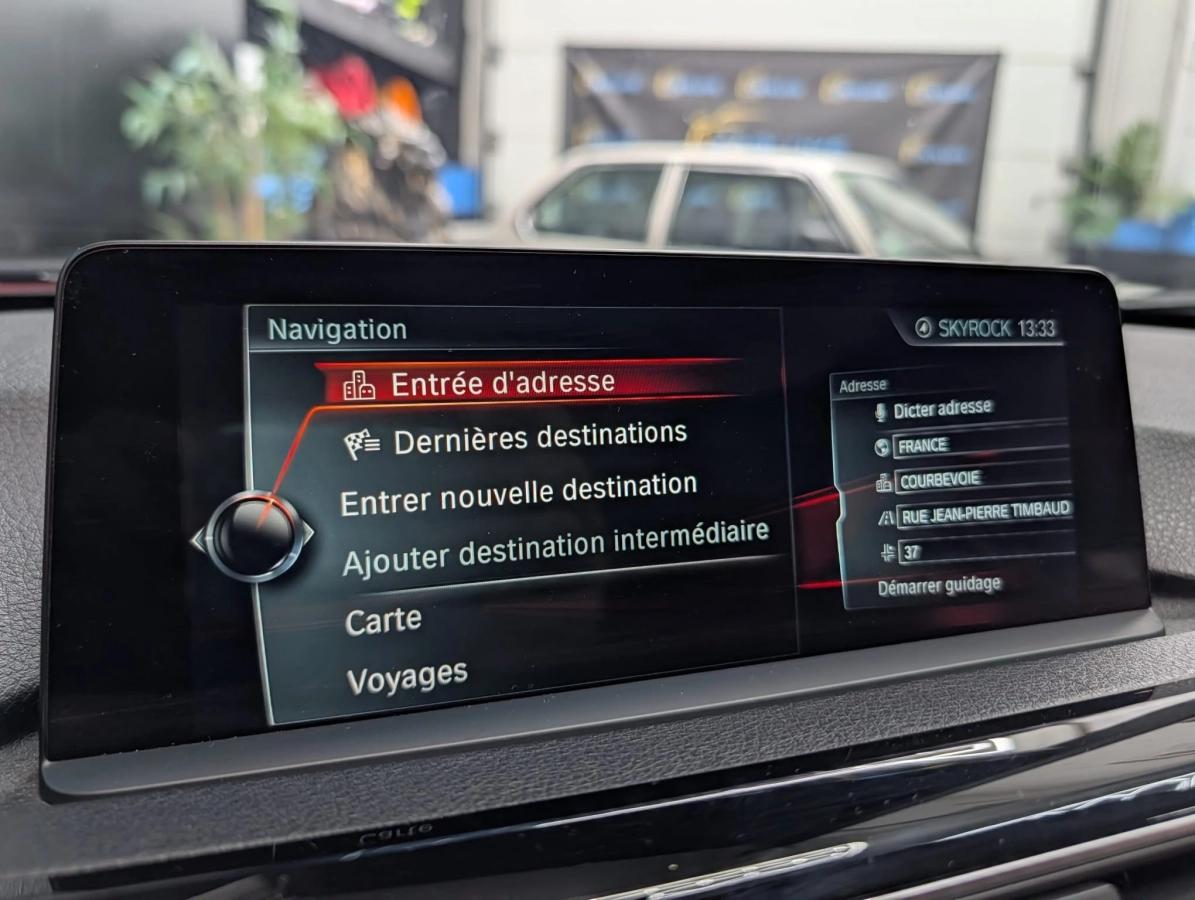 Navigation
SKYROCK 13:33
Entrée d'adresse
Dernières destinations
Entrer nouvelle destination
Ajouter destination intermédiaire
Carte
Voyages
Adresse
Dicter adresse
FRANCE
COURBEVOIE
RUE JEAN-PIERRE TIMBAUD
37
Démarrer guidage
Carte